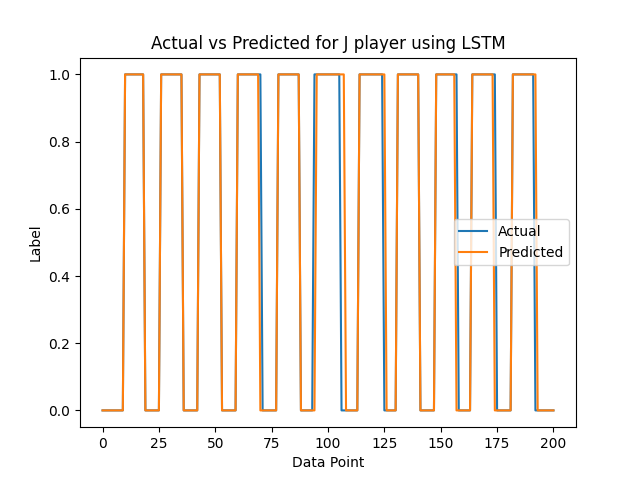 Actual vs Predicted for J player using LSTM
1.0
0.8
0.6
0.4
0.2
0.0
Label
Actual
Predicted
0 25 50 75 100 125 150 175 200
Data Point